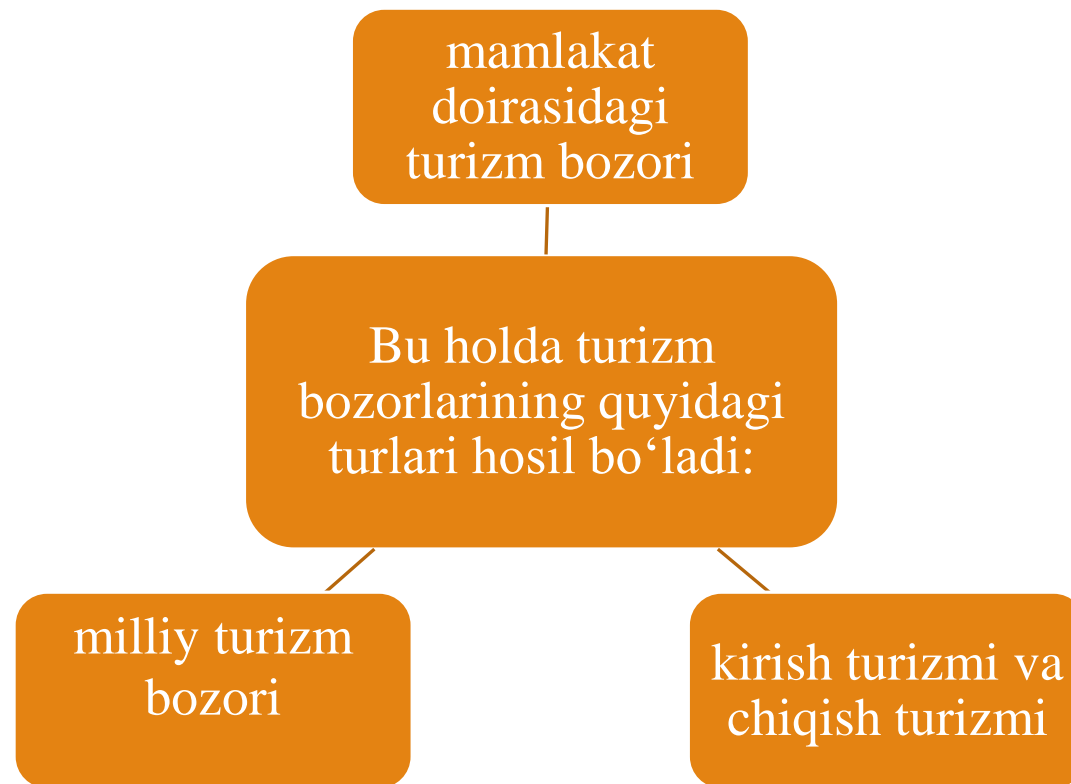 mamlakat
doirasidagi
turizm bozori
Bu holda turizm
bozorlarining quyidagi
turlari hosil bo‘ladi:
milliy turizm
bozori
kirish turizmi va
chiqish turizmi